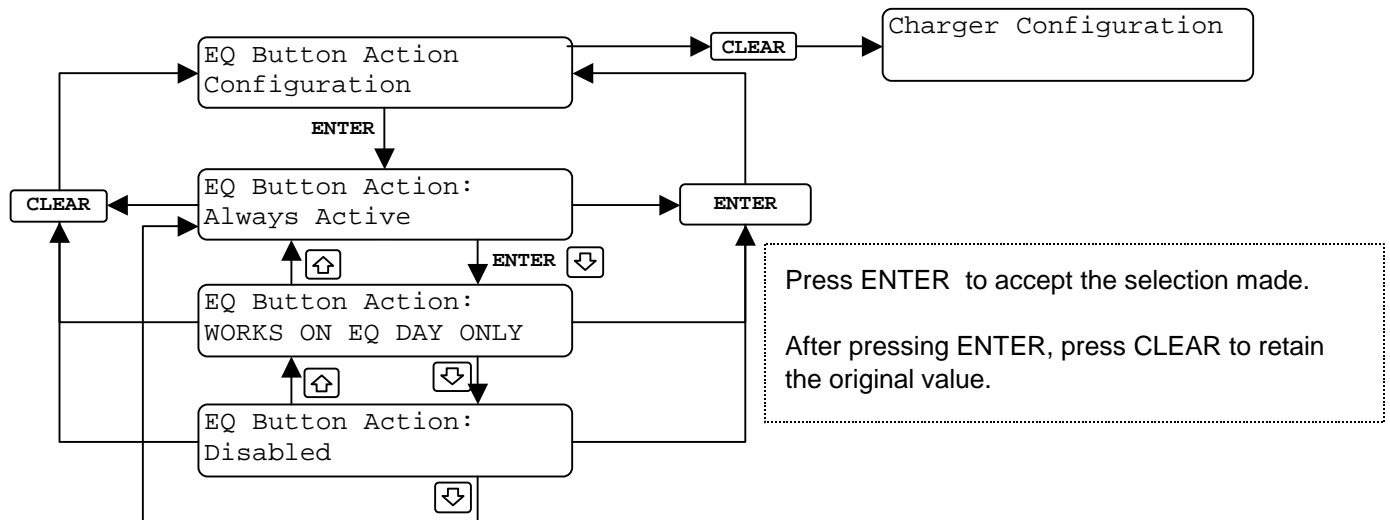 Charger Configuration
CLEAR
EQ Button Action
Configuration
ENTER
EQ Button Action:
Always Active
CLEAR
ENTER
ENTER
EQ Button Action:
WORKS ON EQ DAY ONLY
Press ENTER to accept the selection made.
After pressing ENTER, press CLEAR to retain
the original value.
EQ Button Action:
Disabled